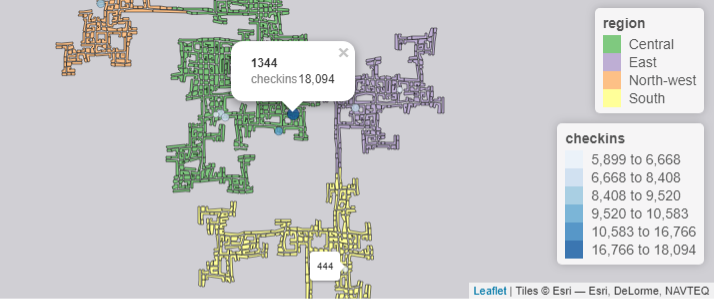 1344
checkins 18,094
×
444
region
Central
East
North-west
South
checkins
5,899 to 6,668
6,668 to 8,408
8,408 to 9,520
9,520 to 10,583
10,583 to 16,766
16,766 to 18,094
Leaflet | Tiles © Esri — Esri, DeLorme, NAVTEQ